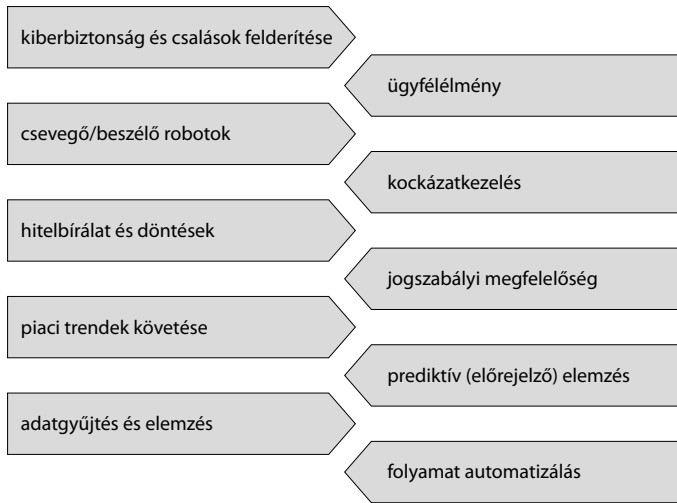 kiberbiztonság és csalások felderítése
ügyfélélmény
csevegő/beszélő robotok
kockázatkezelés
hitelbírálat és döntések
jogszabályi megfelelőség
piaci trendek követése
prediktív (előrejelző) elemzés
adatgyűjtés és elemzés
folyamat automatizálás